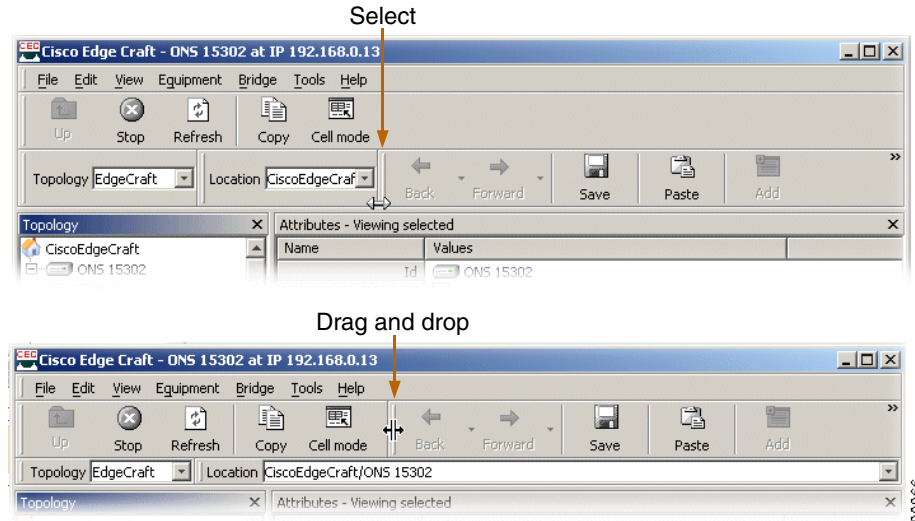 Select
CEC Cisco Edge Craft - ONS 15302 at IP 192.168.0.13
File Edit View Equipment Bridge Tools Help
Up Stop Refresh Copy Cell mode
Topology EdgeCraft Location CiscoEdgeCraf Back Forward Save Paste Add »
Topology Attributes - Viewing selected
CiscoEdgeCraft Name Values
ONS 15302 Id ONS 15302
Drag and drop
CEC Cisco Edge Craft - ONS 15302 at IP 192.168.0.13
File Edit View Equipment Bridge Tools Help
Up Stop Refresh Copy Cell mode Back Forward Save Paste Add »
Topology EdgeCraft Location CiscoEdgeCraft/ONS 15302
Topology Attributes - Viewing selected